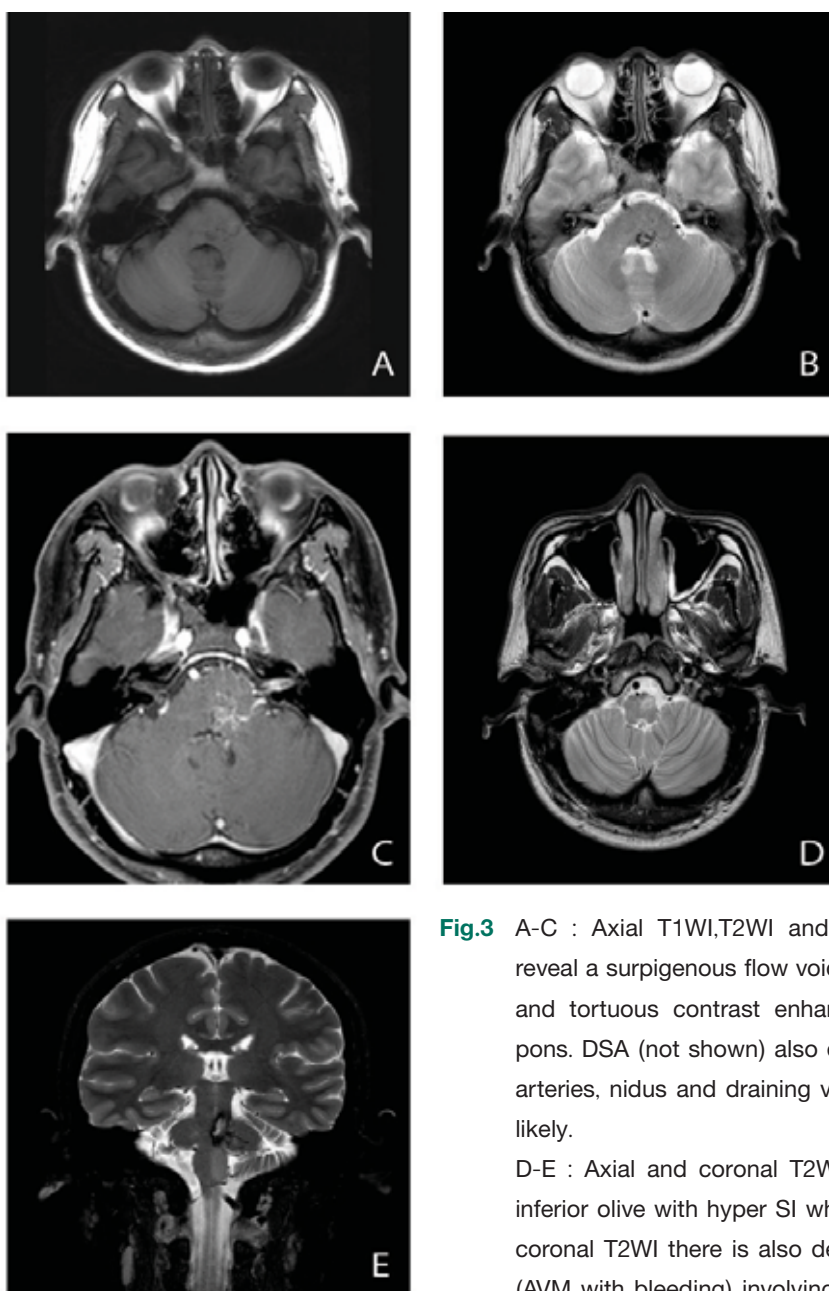 A
B
C
D
E
Fig.3 A-C : Axial T1WI,T2WI and
reveal a surpigenous flow voic
and tortuous contrast enhar
pons. DSA (not shown) also
arteries, nidus and draining v
likely.
D-E : Axial and coronal T2W
inferior olive with hyper SI wh
coronal T2WI there is also de
(AVM with bleeding) involving